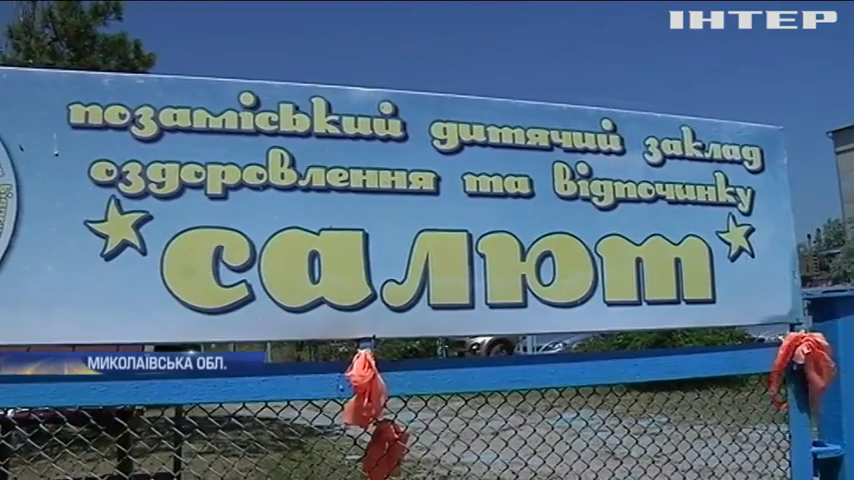 ІНТЕР
позаміський дитячий заклад
оздоровлення та відпочинку
"салют"
МИКОЛАЇВСЬКА ОБЛ.